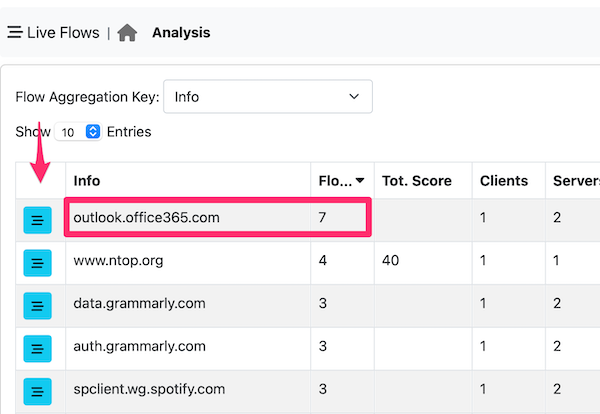 Live Flows | Analysis
Flow Aggregation Key: Info
Show 10 Entries
Info Flo... Tot. Score Clients Servers
outlook.office365.com 7 1 2
www.ntop.org 4 40 1 1
data.grammarly.com 3 1 2
auth.grammarly.com 3 1 2
spclient.wg.spotify.com 3 1 2